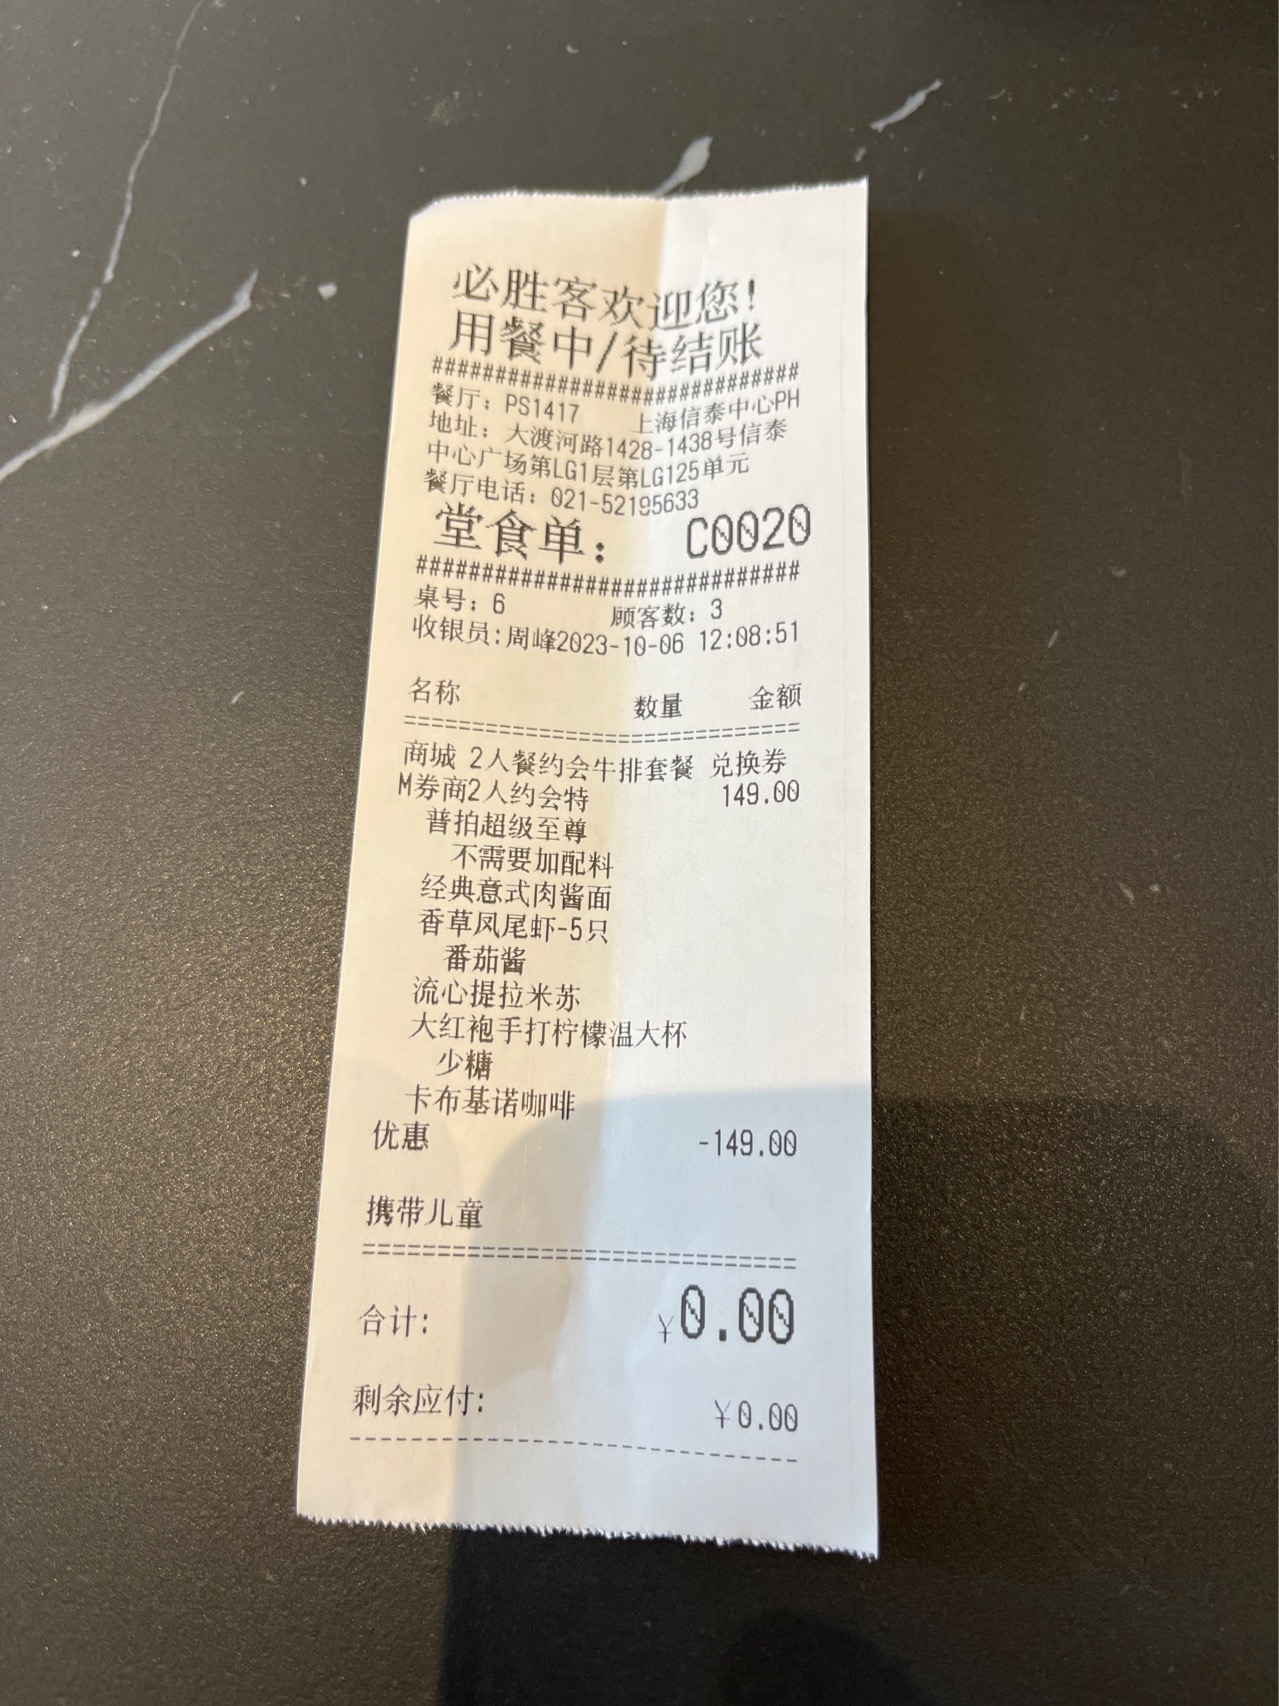 必胜客欢迎您!
用餐中/待结账
#############################
餐厅: PS1417 上海信泰中心PH
地址: 大渡河路1428-1438号信泰
中心广场第LG1层第LG125单元
餐厅电话: 021-52195633
堂食单: C0020
#############################
桌号: 6 顾客数: 3
收银员:周峰2023-10-06 12:08:51
名称 数量 金额
=============================
商城 2人餐约会牛排套餐 兑换券
M券商2人约会特 149.00
普拍超级至尊
不需要加配料
经典意式肉酱面
香草凤尾虾-5只
番茄酱
流心提拉米苏
大红袍手打柠檬温大杯
少糖
卡布基诺咖啡
优惠 -149.00
携带儿童
=============================
合计: ¥0.00
剩余应付: ¥0.00
-----------------------------